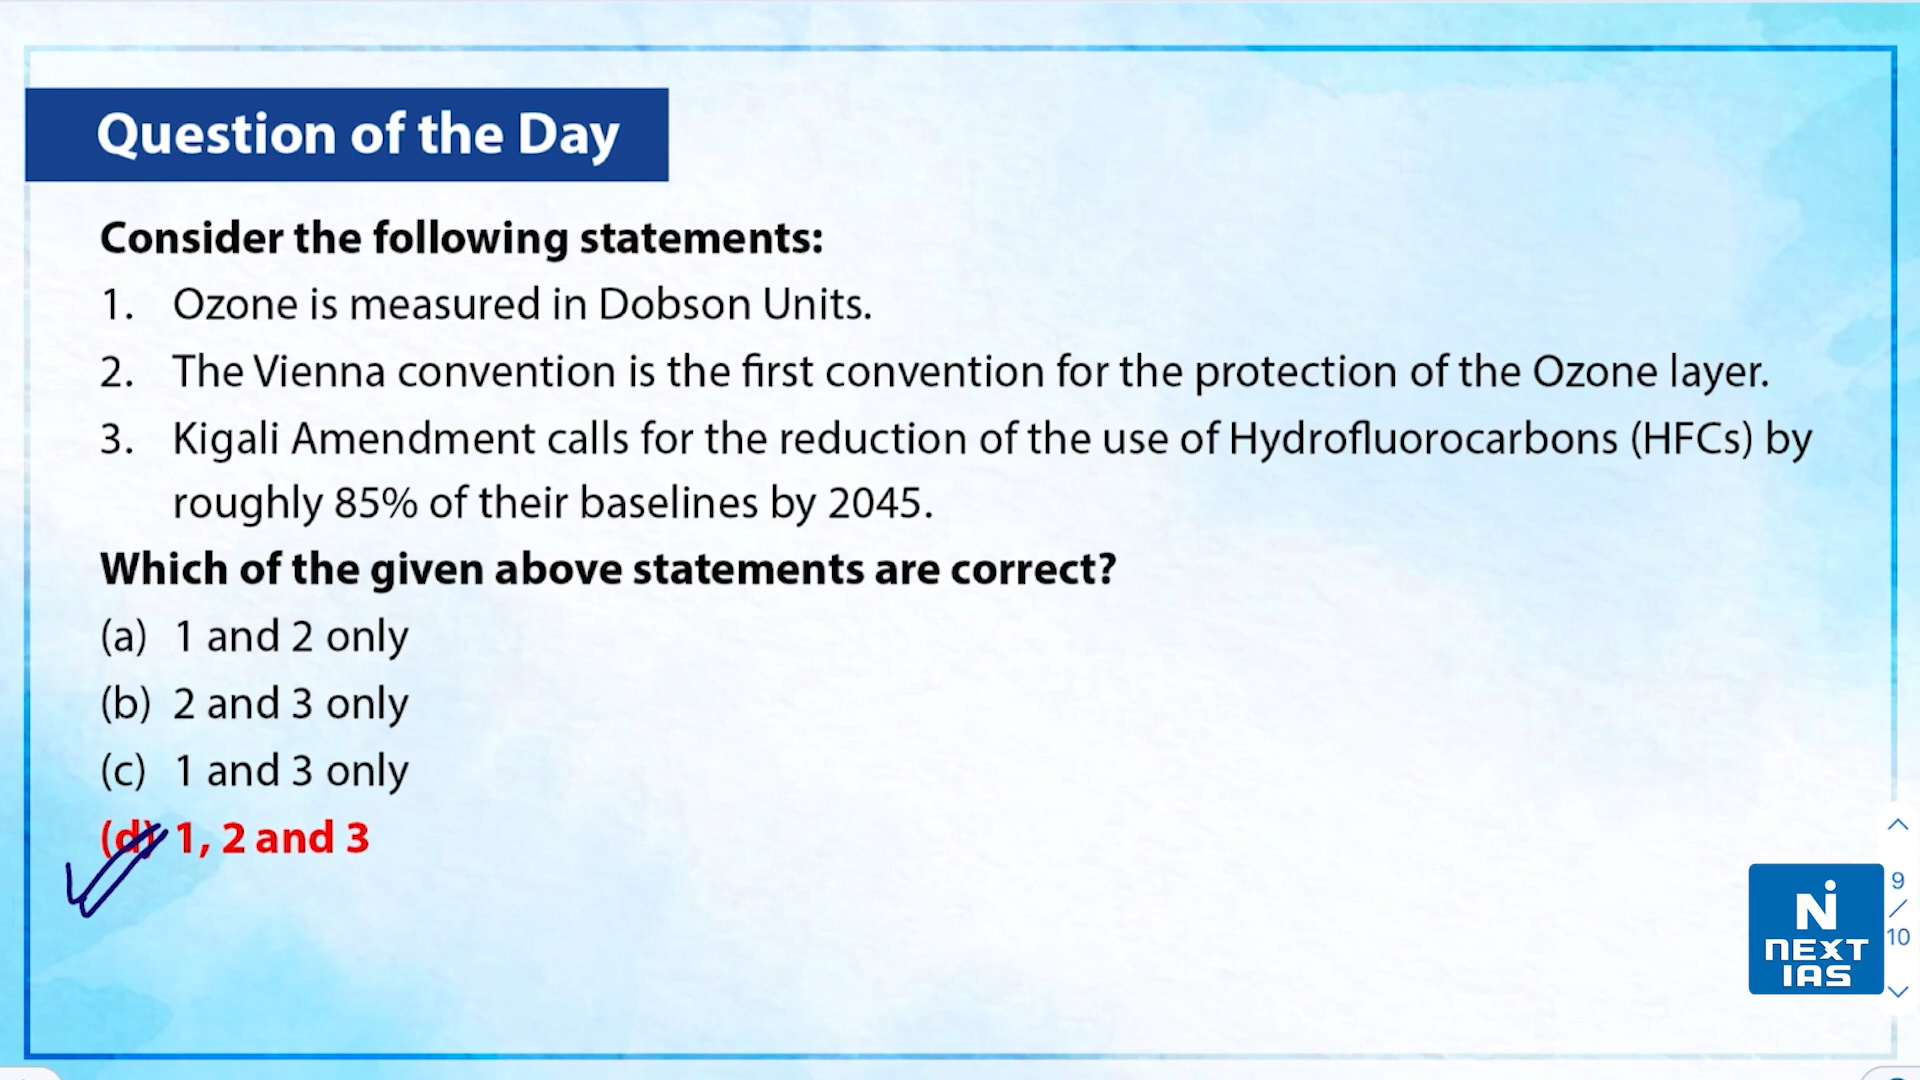 Question of the Day
Consider the following statements:
1. Ozone is measured in Dobson Units.
2. The Vienna convention is the first convention for the protection of the Ozone layer.
3. Kigali Amendment calls for the reduction of the use of Hydrofluorocarbons (HFCs) by
roughly 85% of their baselines by 2045.
Which of the given above statements are correct?
(a) 1 and 2 only
(b) 2 and 3 only
(c) 1 and 3 only
(d) 1, 2 and 3
9
/
10
N
NEXT
IAS